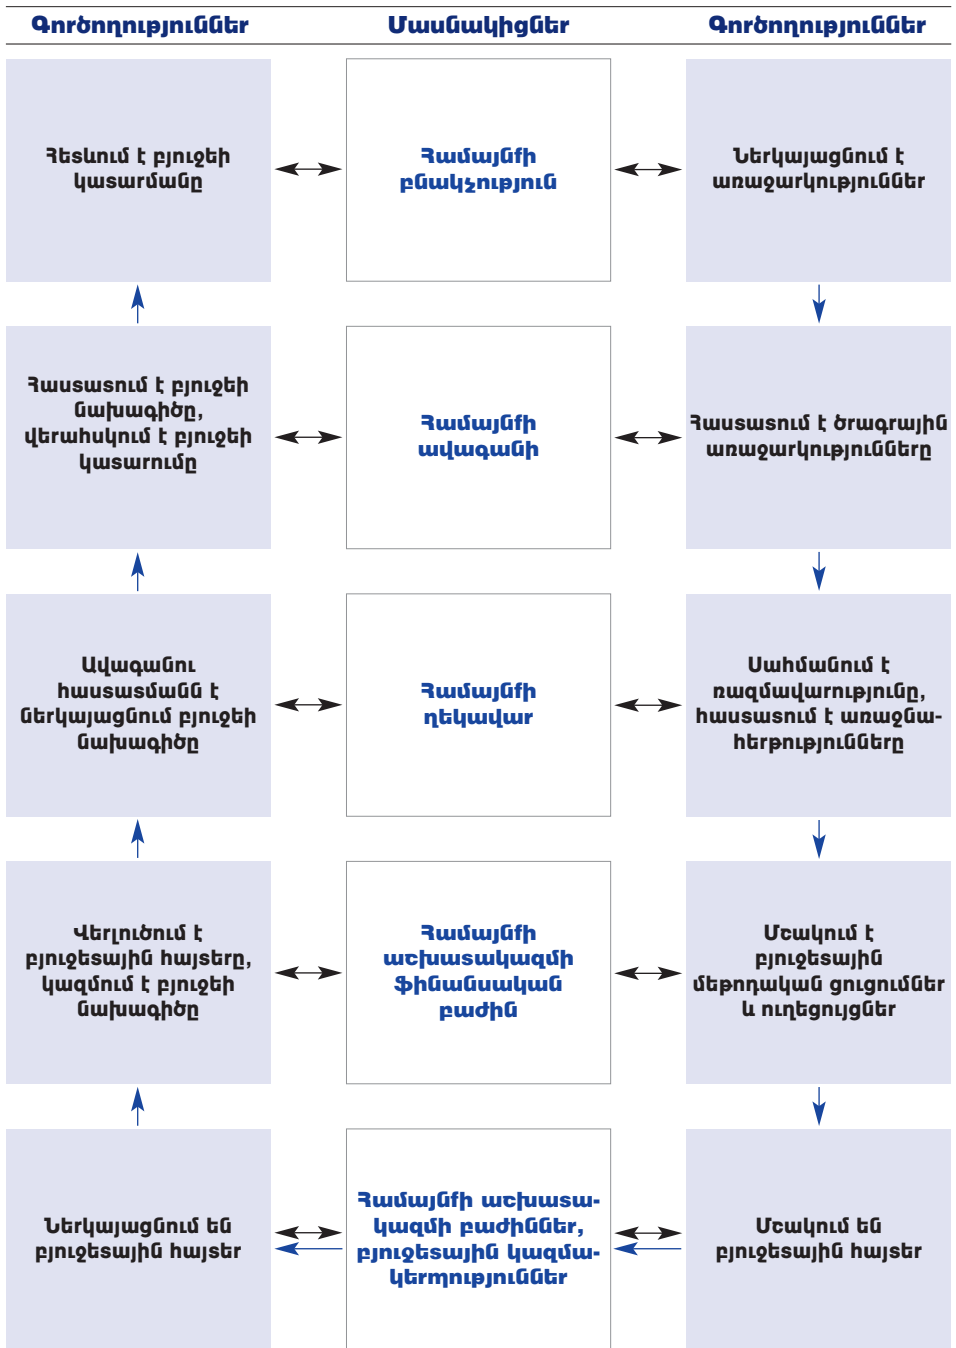 Գործողություններ
Մասնակիցներ
Գործողություններ
Հետևում է բյուջեի
կատարմանը
Համայնքի
բնակչություն
Ներկայացնում է
առաջարկություններ
Հաստատում է բյուջեի
նախագիծը,
վերահսկում է բյուջեի
կատարումը
Համայնքի
ավագանի
Հաստատում է ծրագրային
առաջարկությունները
Ավագանու
հաստատմանն է
ներկայացնում բյուջեի
նախագիծը
Համայնքի
ղեկավար
Սահմանում է
ռազմավարությունը,
հաստատում է առաջնա-
հերթությունները
Վերլուծում է
բյուջետային հայտերը,
կազմում է բյուջեի
նախագիծը
Համայնքի
աշխատակազմի
ֆինանսական
բաժին
Մշակում է
բյուջետային
մեթոդական ցուցումներ
և ուղեցույցներ
Ներկայացնում են
բյուջետային հայտեր
Համայնքի աշխատա-
կազմի բաժիններ,
բյուջետային կազմա-
կերպություններ
Մշակում են
բյուջետային հայտեր